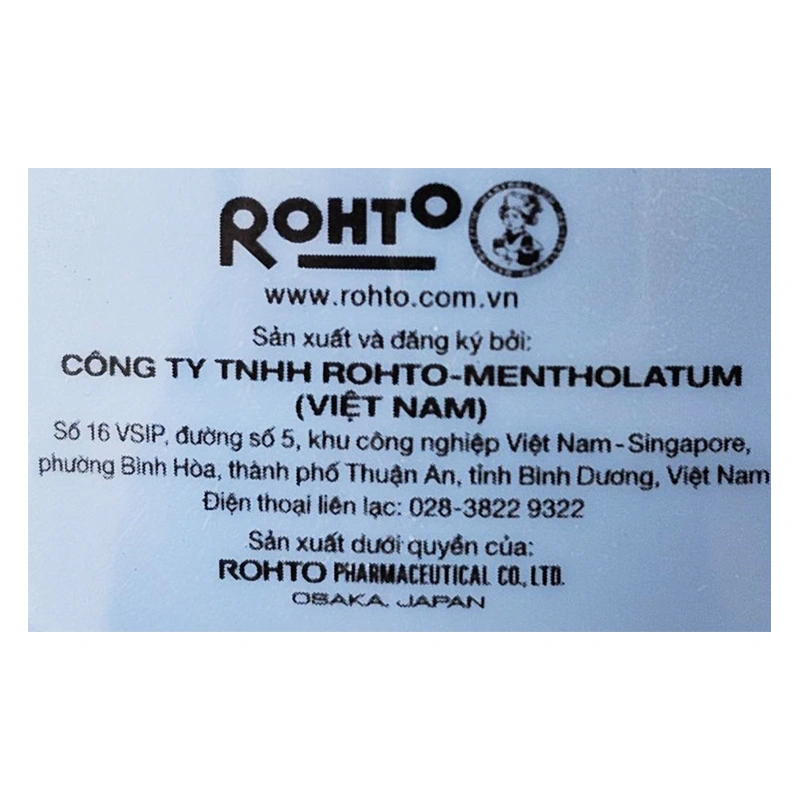 ROHTO
www.rohto.com.vn
Sản xuất và đăng ký bởi:
CÔNG TY TNHH ROHTO-MENTHOLATUM
(VIỆT NAM)
Số 16 VSIP, đường số 5, khu công nghiệp Việt Nam-Singapore,
phường Bình Hòa, thành phố Thuận An, tỉnh Bình Dương, Việt Nam
Điện thoại liên lạc: 028-3822 9322
Sản xuất dưới quyền của:
ROHTO PHARMACEUTICAL CO., LTD.
OSAKA, JAPAN